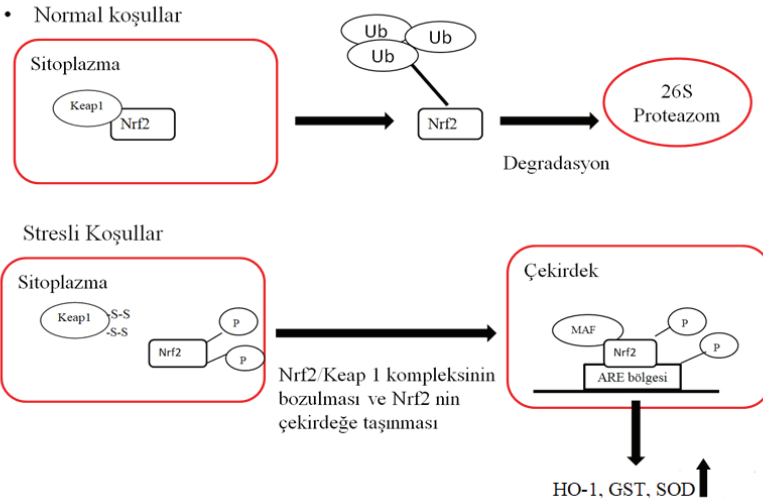 • Normal koşullar
Sitoplazma
Keap1
Nrf2
Ub
Ub
Ub
Nrf2
26S
Proteazom
Degradasyon
Stresli Koşullar
Sitoplazma
Keap1
-S-S
-S-S
Nrf2
P
P
Nrf2/Keap 1 kompleksinin
bozulması ve Nrf2 nin
çekirdeğe taşınması
Çekirdek
MAF
Nrf2
P
P
ARE bölgesi
HO-1, GST, SOD